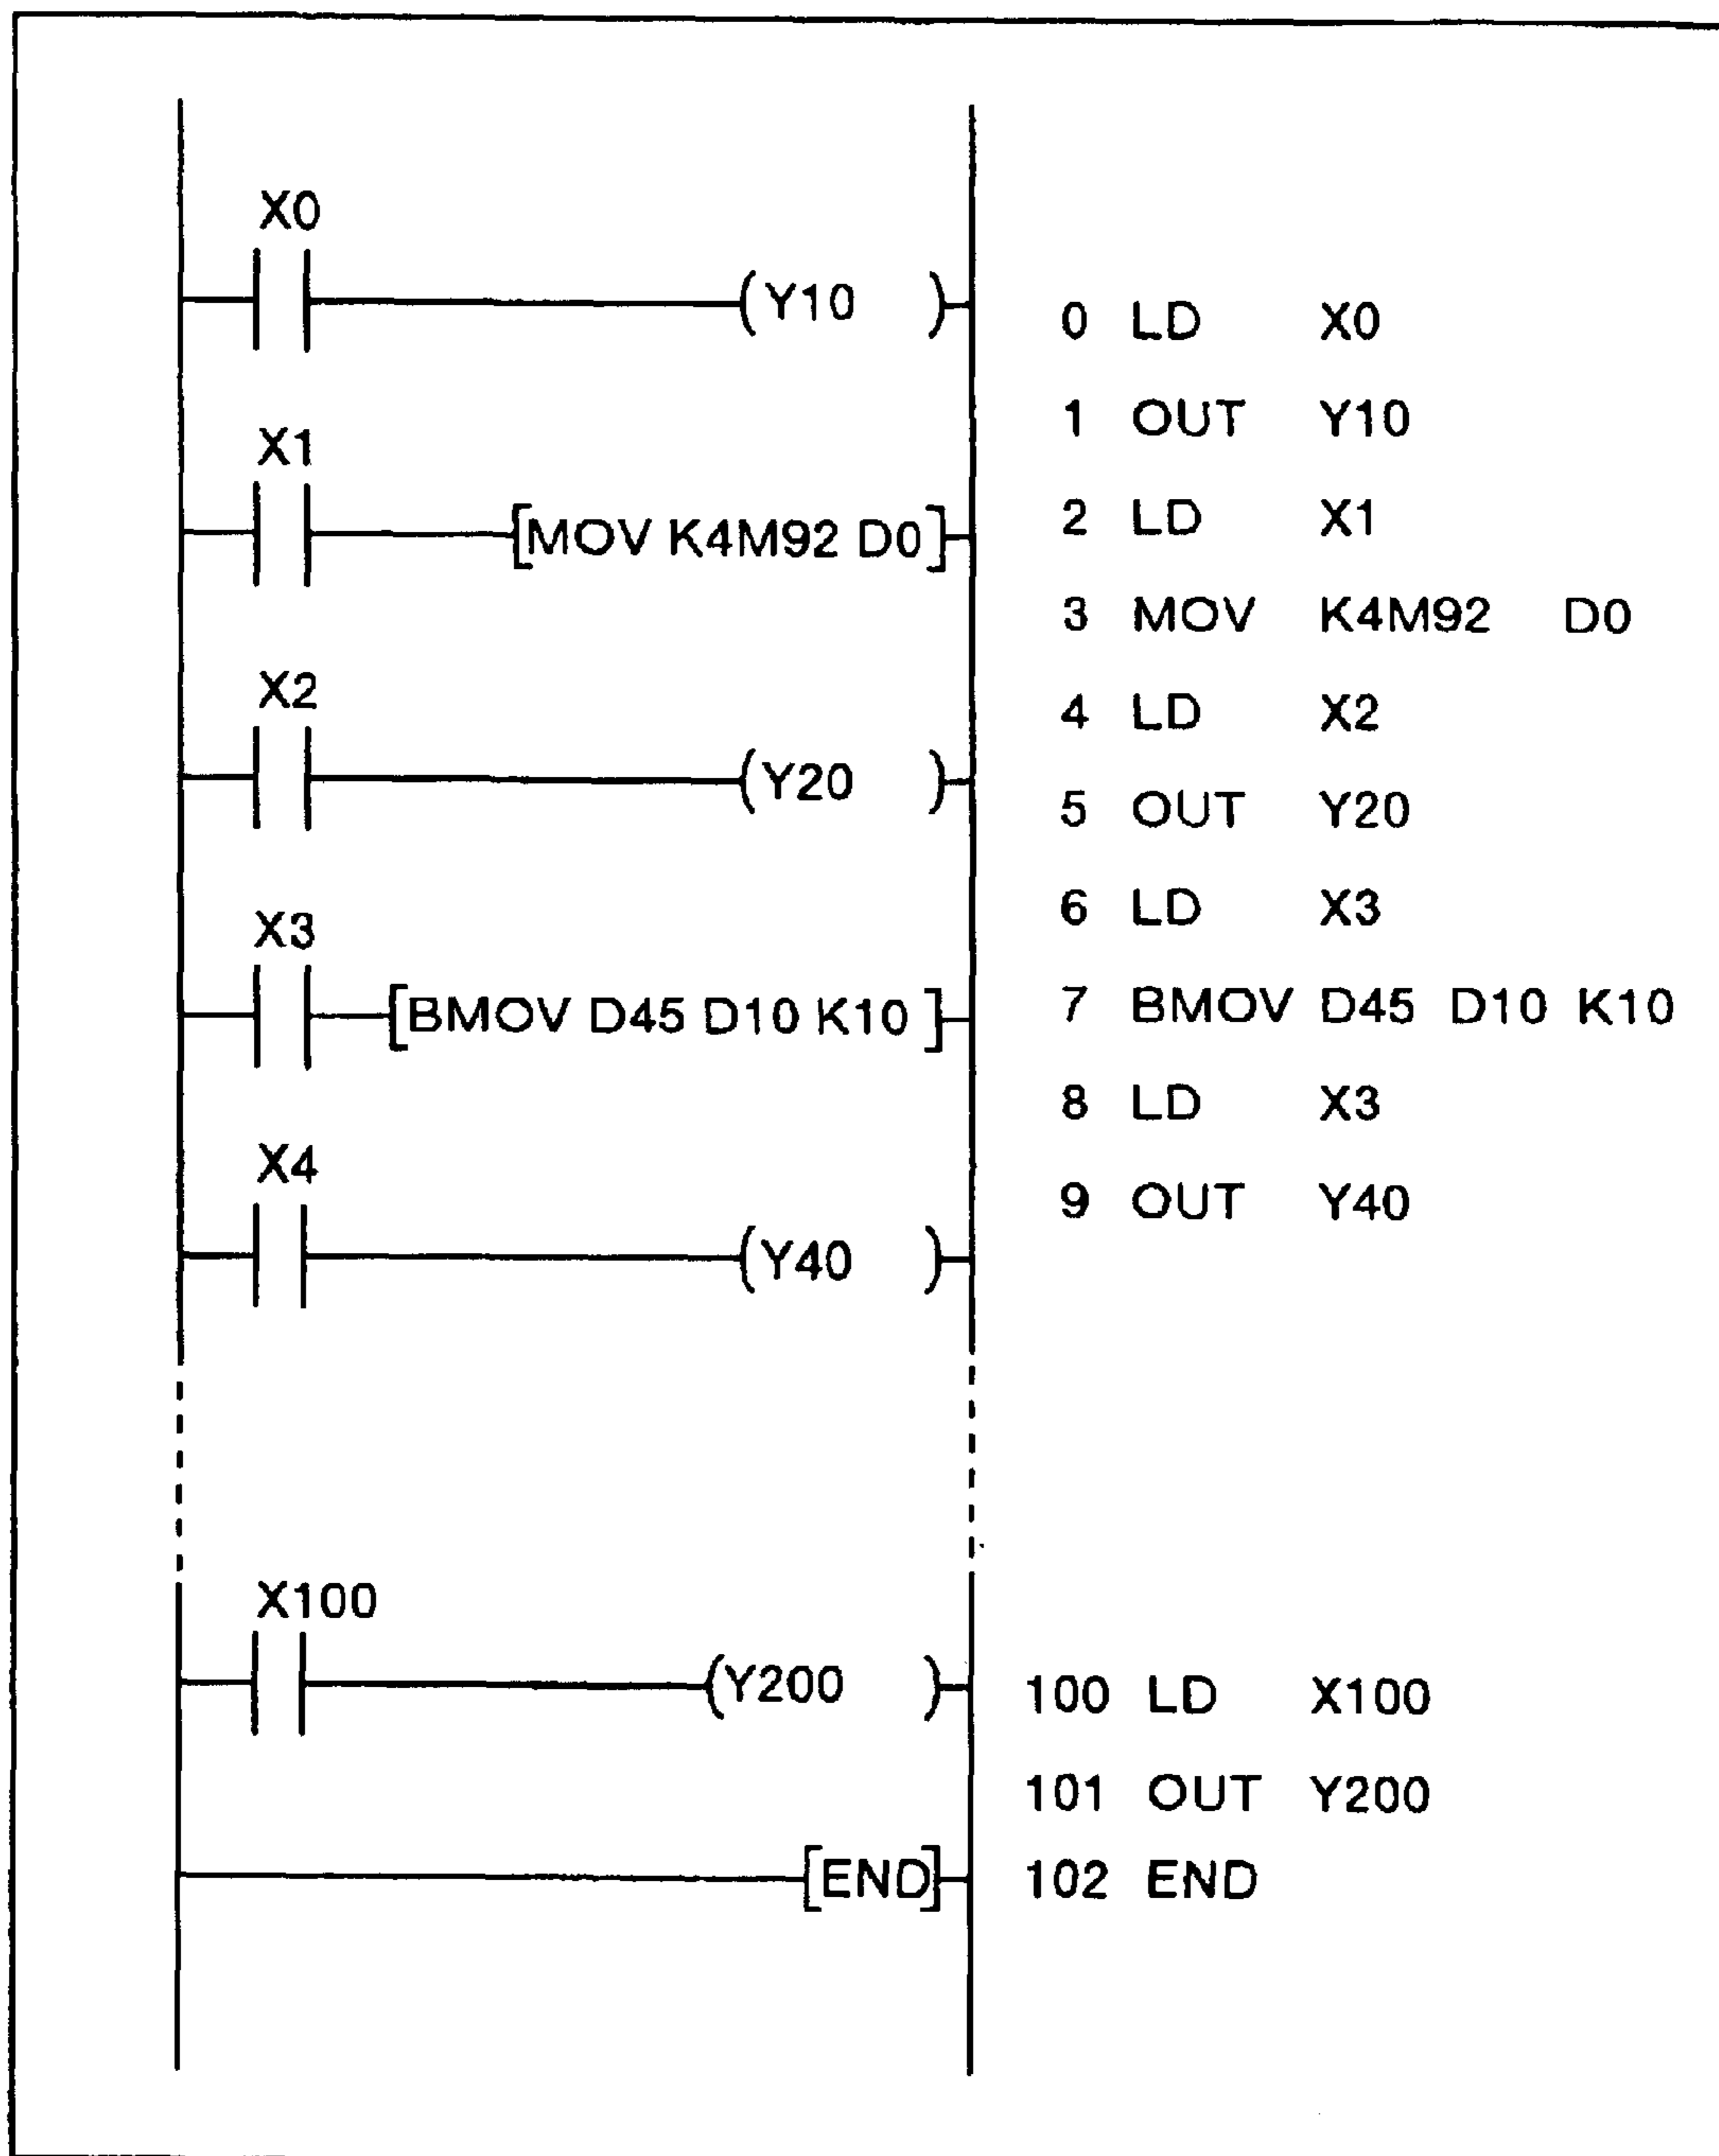 X0
(Y10 )
X1
[MOV K4M92 D0]
X2
(Y20 )
X3
[BMOV D45 D10 K10 ]
X4
(Y40 )
X100
(Y200 )
[END]
0 LD X0
1 OUT Y10
2 LD X1
3 MOV K4M92 D0
4 LD X2
5 OUT Y20
6 LD X3
7 BMOV D45 D10 K10
8 LD X3
9 OUT Y40
100 LD X100
101 OUT Y200
102 END